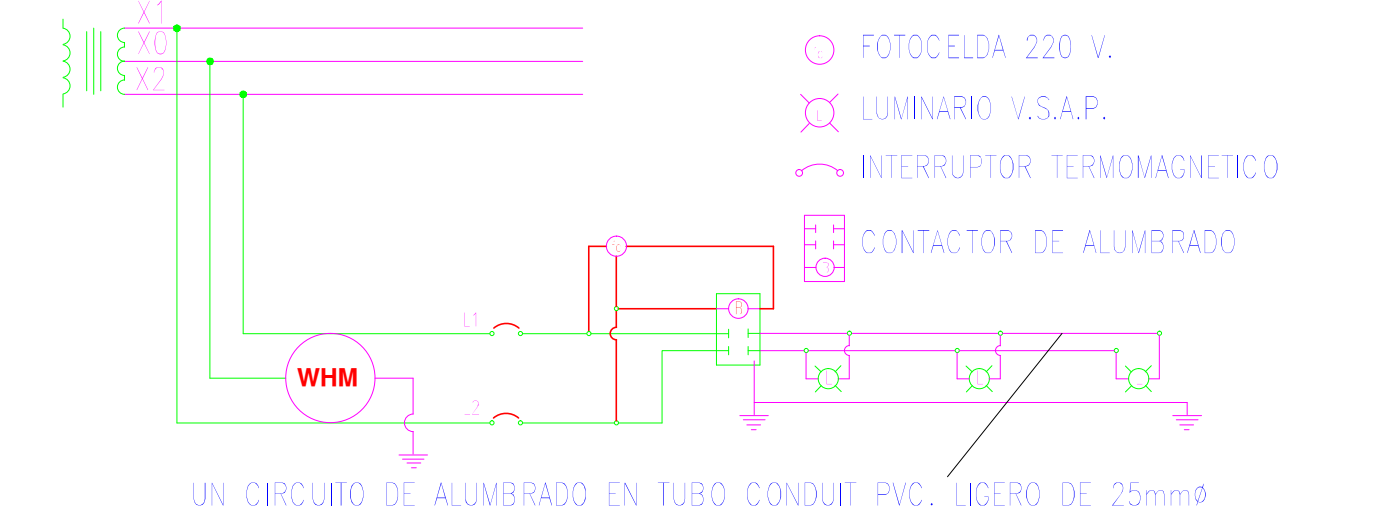 X1
X0
X2
FOTOCELDA 220 V.
L LUMINARIO V.S.A.P.
INTERRUPTOR TERMOMAGNETICO
CONTACTOR DE ALUMBRADO
B
L1
WHM
L2
L
L
UN CIRCUITO DE ALUMBRADO EN TUBO CONDUIT PVC. LIGERO DE 25mmø